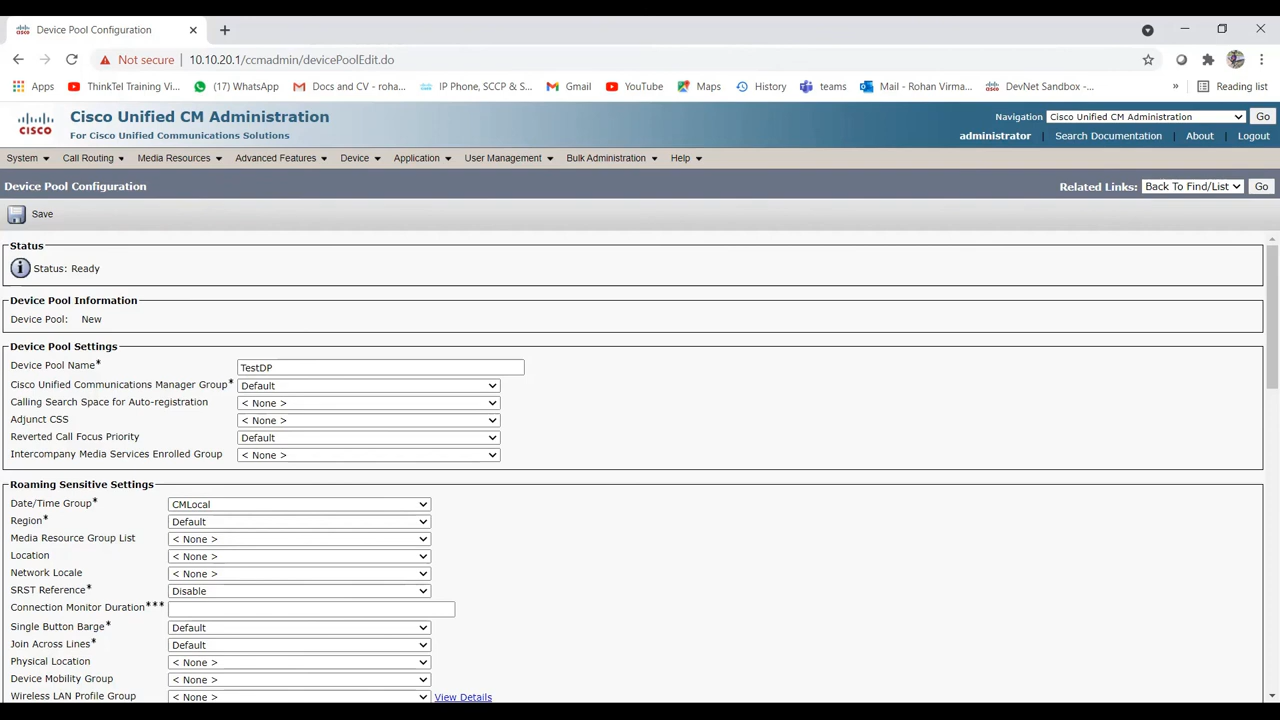 Device Pool Configuration
Not secure 10.10.20.1/ccmadmin/devicePoolEdit.do
Apps ThinkTel Training Vi... (17) WhatsApp Docs and CV - roha... IP Phone, SCCP & S... Gmail YouTube Maps History teams Mail - Rohan Virma... DevNet Sandbox -... » Reading list
Cisco Unified CM Administration Navigation Cisco Unified CM Administration Go
CISCO For Cisco Unified Communications Solutions administrator Search Documentation About Logout
System Call Routing Media Resources Advanced Features Device Application User Management Bulk Administration Help
Device Pool Configuration Related Links: Back To Find/List Go
Save
Status
Status: Ready
Device Pool Information
Device Pool: New
Device Pool Settings
Device Pool Name* TestDP
Cisco Unified Communications Manager Group* Default
Calling Search Space for Auto-registration < None >
Adjunct CSS < None >
Reverted Call Focus Priority Default
Intercompany Media Services Enrolled Group < None >
Roaming Sensitive Settings
Date/Time Group* CMLocal
Region* Default
Media Resource Group List < None >
Location < None >
Network Locale < None >
SRST Reference* Disable
Connection Monitor Duration***
Single Button Barge* Default
Join Across Lines* Default
Physical Location < None >
Device Mobility Group < None >
Wireless LAN Profile Group < None > View Details